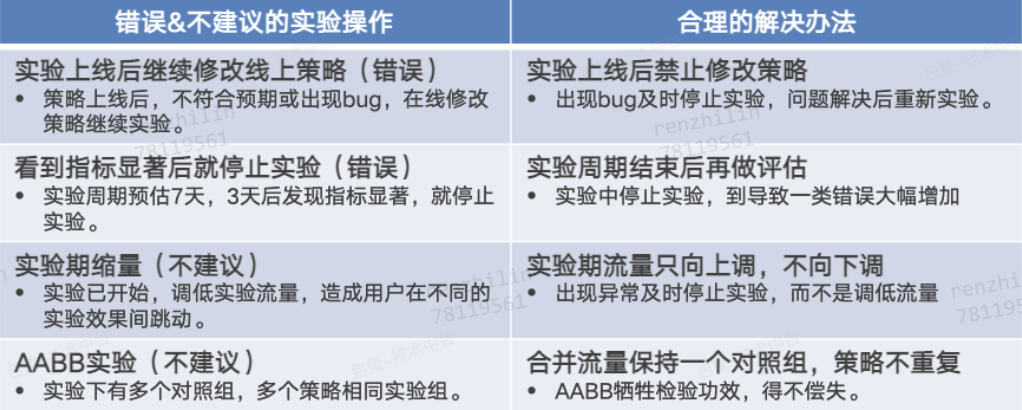 错误&不建议的实验操作
合理的解决办法
实验上线后继续修改线上策略（错误）
• 策略上线后，不符合预期或出现bug，在线修改
策略继续实验。
实验上线后禁止修改策略
• 出现bug及时停止实验，问题解决后重新实验。
看到指标显著后就停止实验（错误）
• 实验周期预估7天，3天后发现指标显著，就停止
实验。
实验周期结束后再做评估
• 实验中停止实验，到导致一类错误大幅增加
实验期缩量（不建议）
• 实验已开始，调低实验流量，造成用户在不同的
实验效果间跳动。
实验期流量只向上调，不向下调
• 出现异常及时停止实验，而不是调低流量
AABB实验（不建议）
• 实验下有多个对照组，多个策略相同实验组。
合并流量保持一个对照组，策略不重复
• AABB牺牲检验功效，得不偿失。
renzhilin
78119561